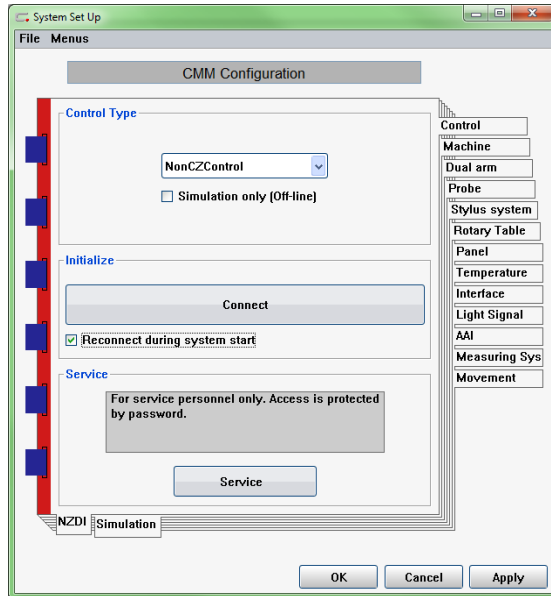 System Set Up
File Menus
CMM Configuration
Control Type
NonCZControl
Simulation only (Off-line)
Initialize
Connect
Reconnect during system start
Service
For service personnel only. Access is protected
by password.
Service
Control
Machine
Dual arm
Probe
Stylus system
Rotary Table
Panel
Temperature
Interface
Light Signal
AAI
Measuring Sys
Movement
NZDI Simulation
OK Cancel Apply